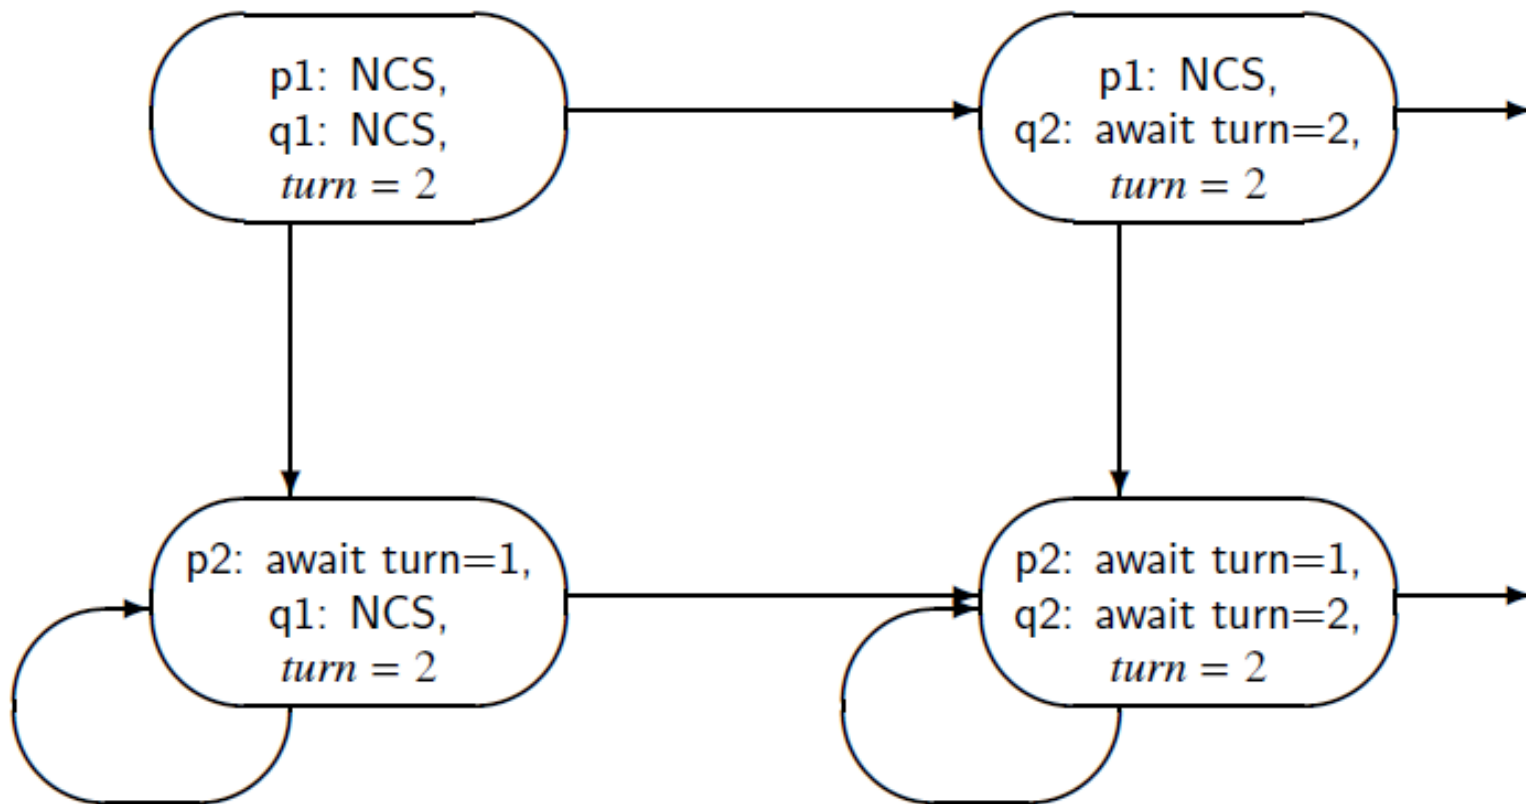 p1: NCS,
q1: NCS,
turn = 2
p1: NCS,
q2: await turn=2,
turn = 2
p2: await turn=1,
q1: NCS,
turn = 2
p2: await turn=1,
q2: await turn=2,
turn = 2